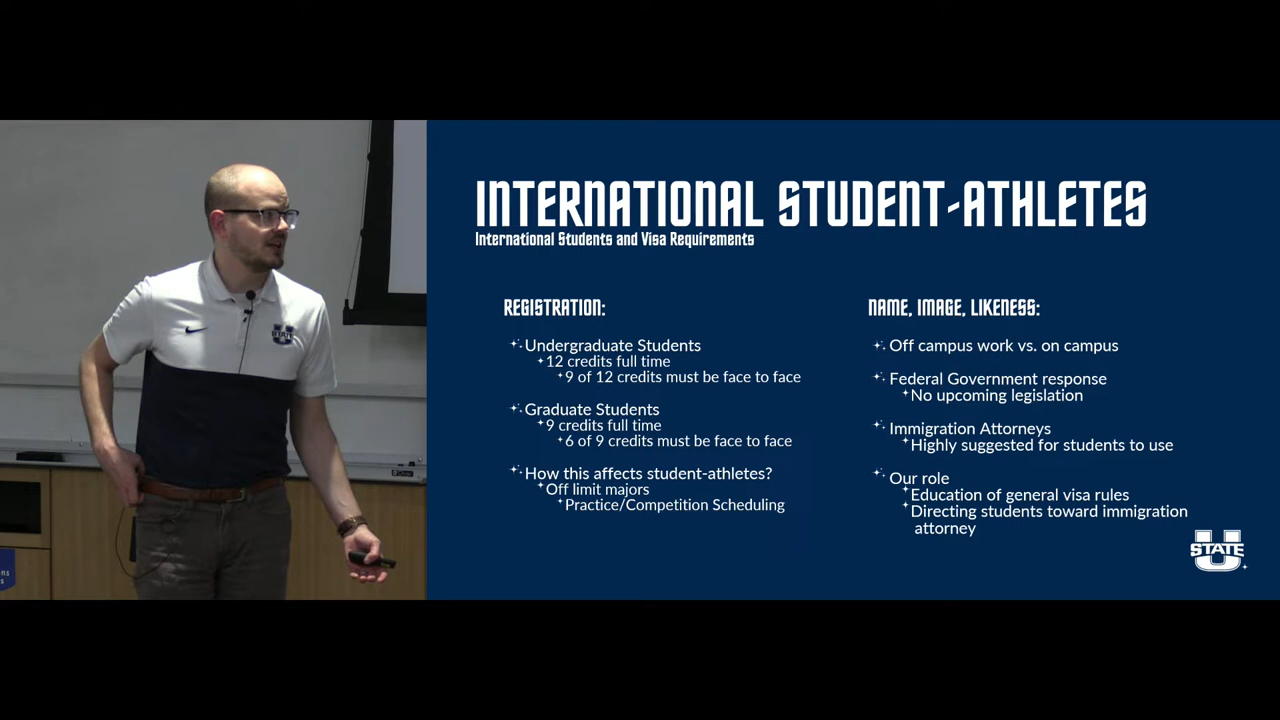 INTERNATIONAL STUDENT-ATHLETES
International Students and Visa Requirements
REGISTRATION:
Undergraduate Students
12 credits full time
9 of 12 credits must be face to face
Graduate Students
9 credits full time
6 of 9 credits must be face to face
How this affects student-athletes?
Off limit majors
Practice/Competition Scheduling
NAME, IMAGE, LIKENESS:
Off campus work vs. on campus
Federal Government response
No upcoming legislation
Immigration Attorneys
Highly suggested for students to use
Our role
Education of general visa rules
Directing students toward immigration
attorney
U STATE
U STATE